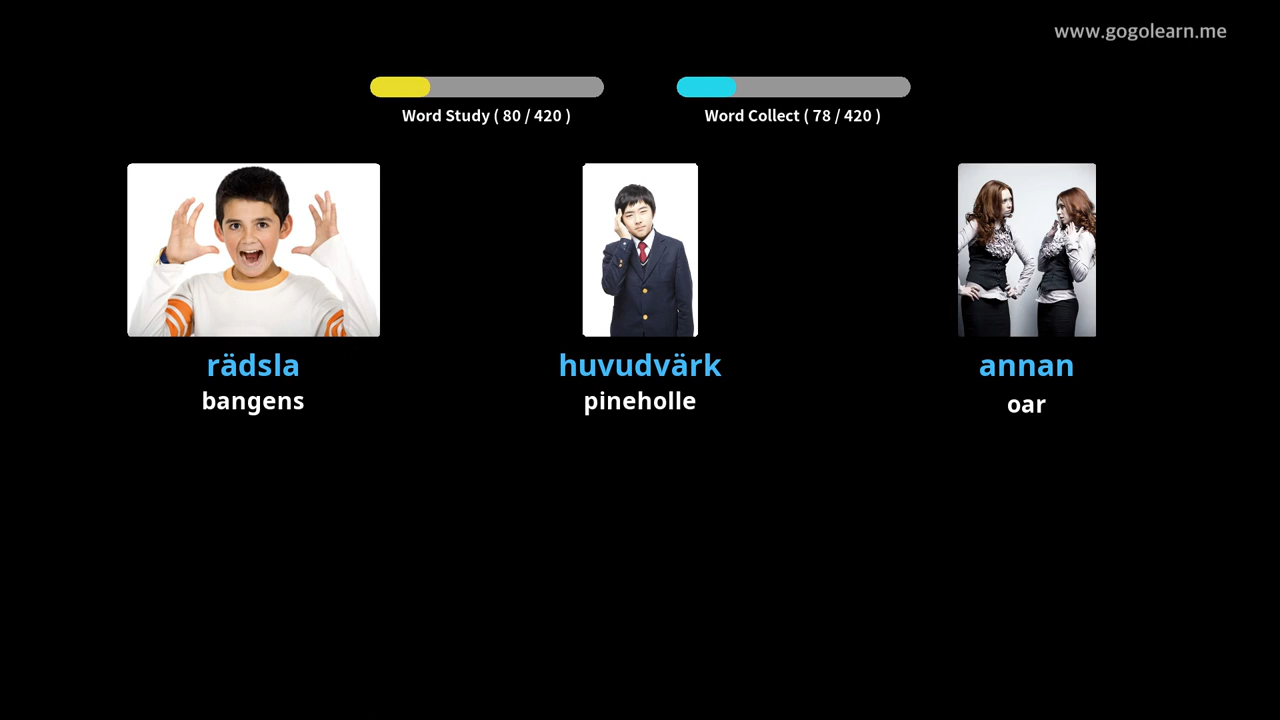 www.gogolearn.me
Word Study ( 80 / 420 )
Word Collect ( 78 / 420 )
rädsla
bangens
huvudvärk
pineholle
annan
oar